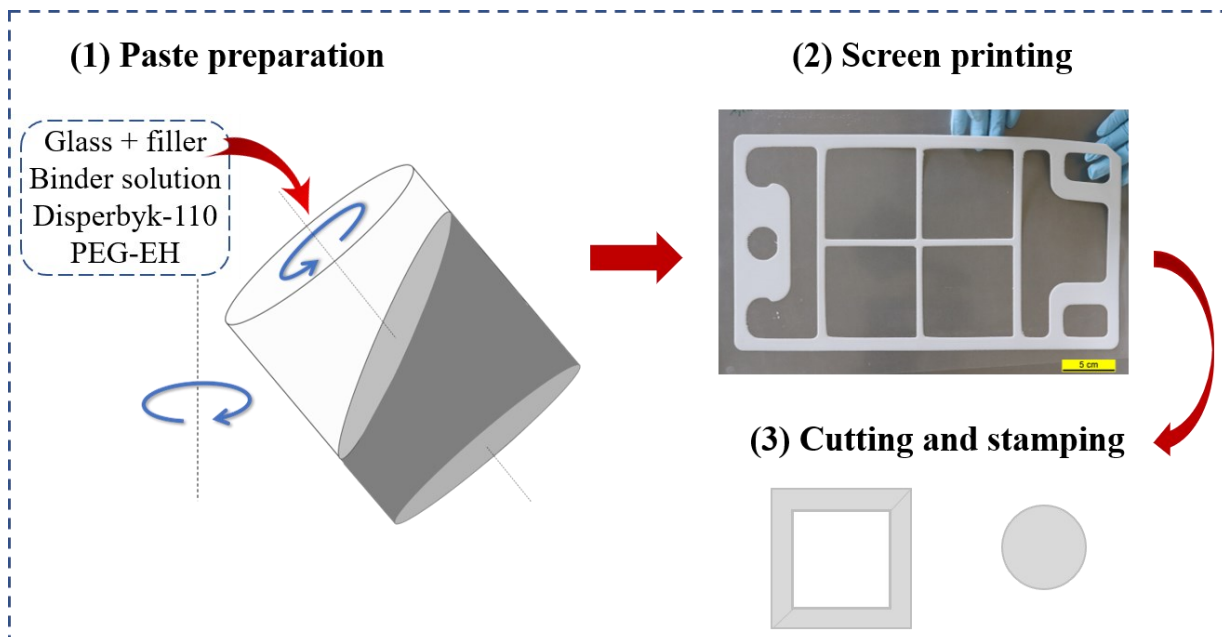 (1) Paste preparation
Glass + filler
Binder solution
Disperbyk-110
PEG-EH
(2) Screen printing
5 cm
(3) Cutting and stamping